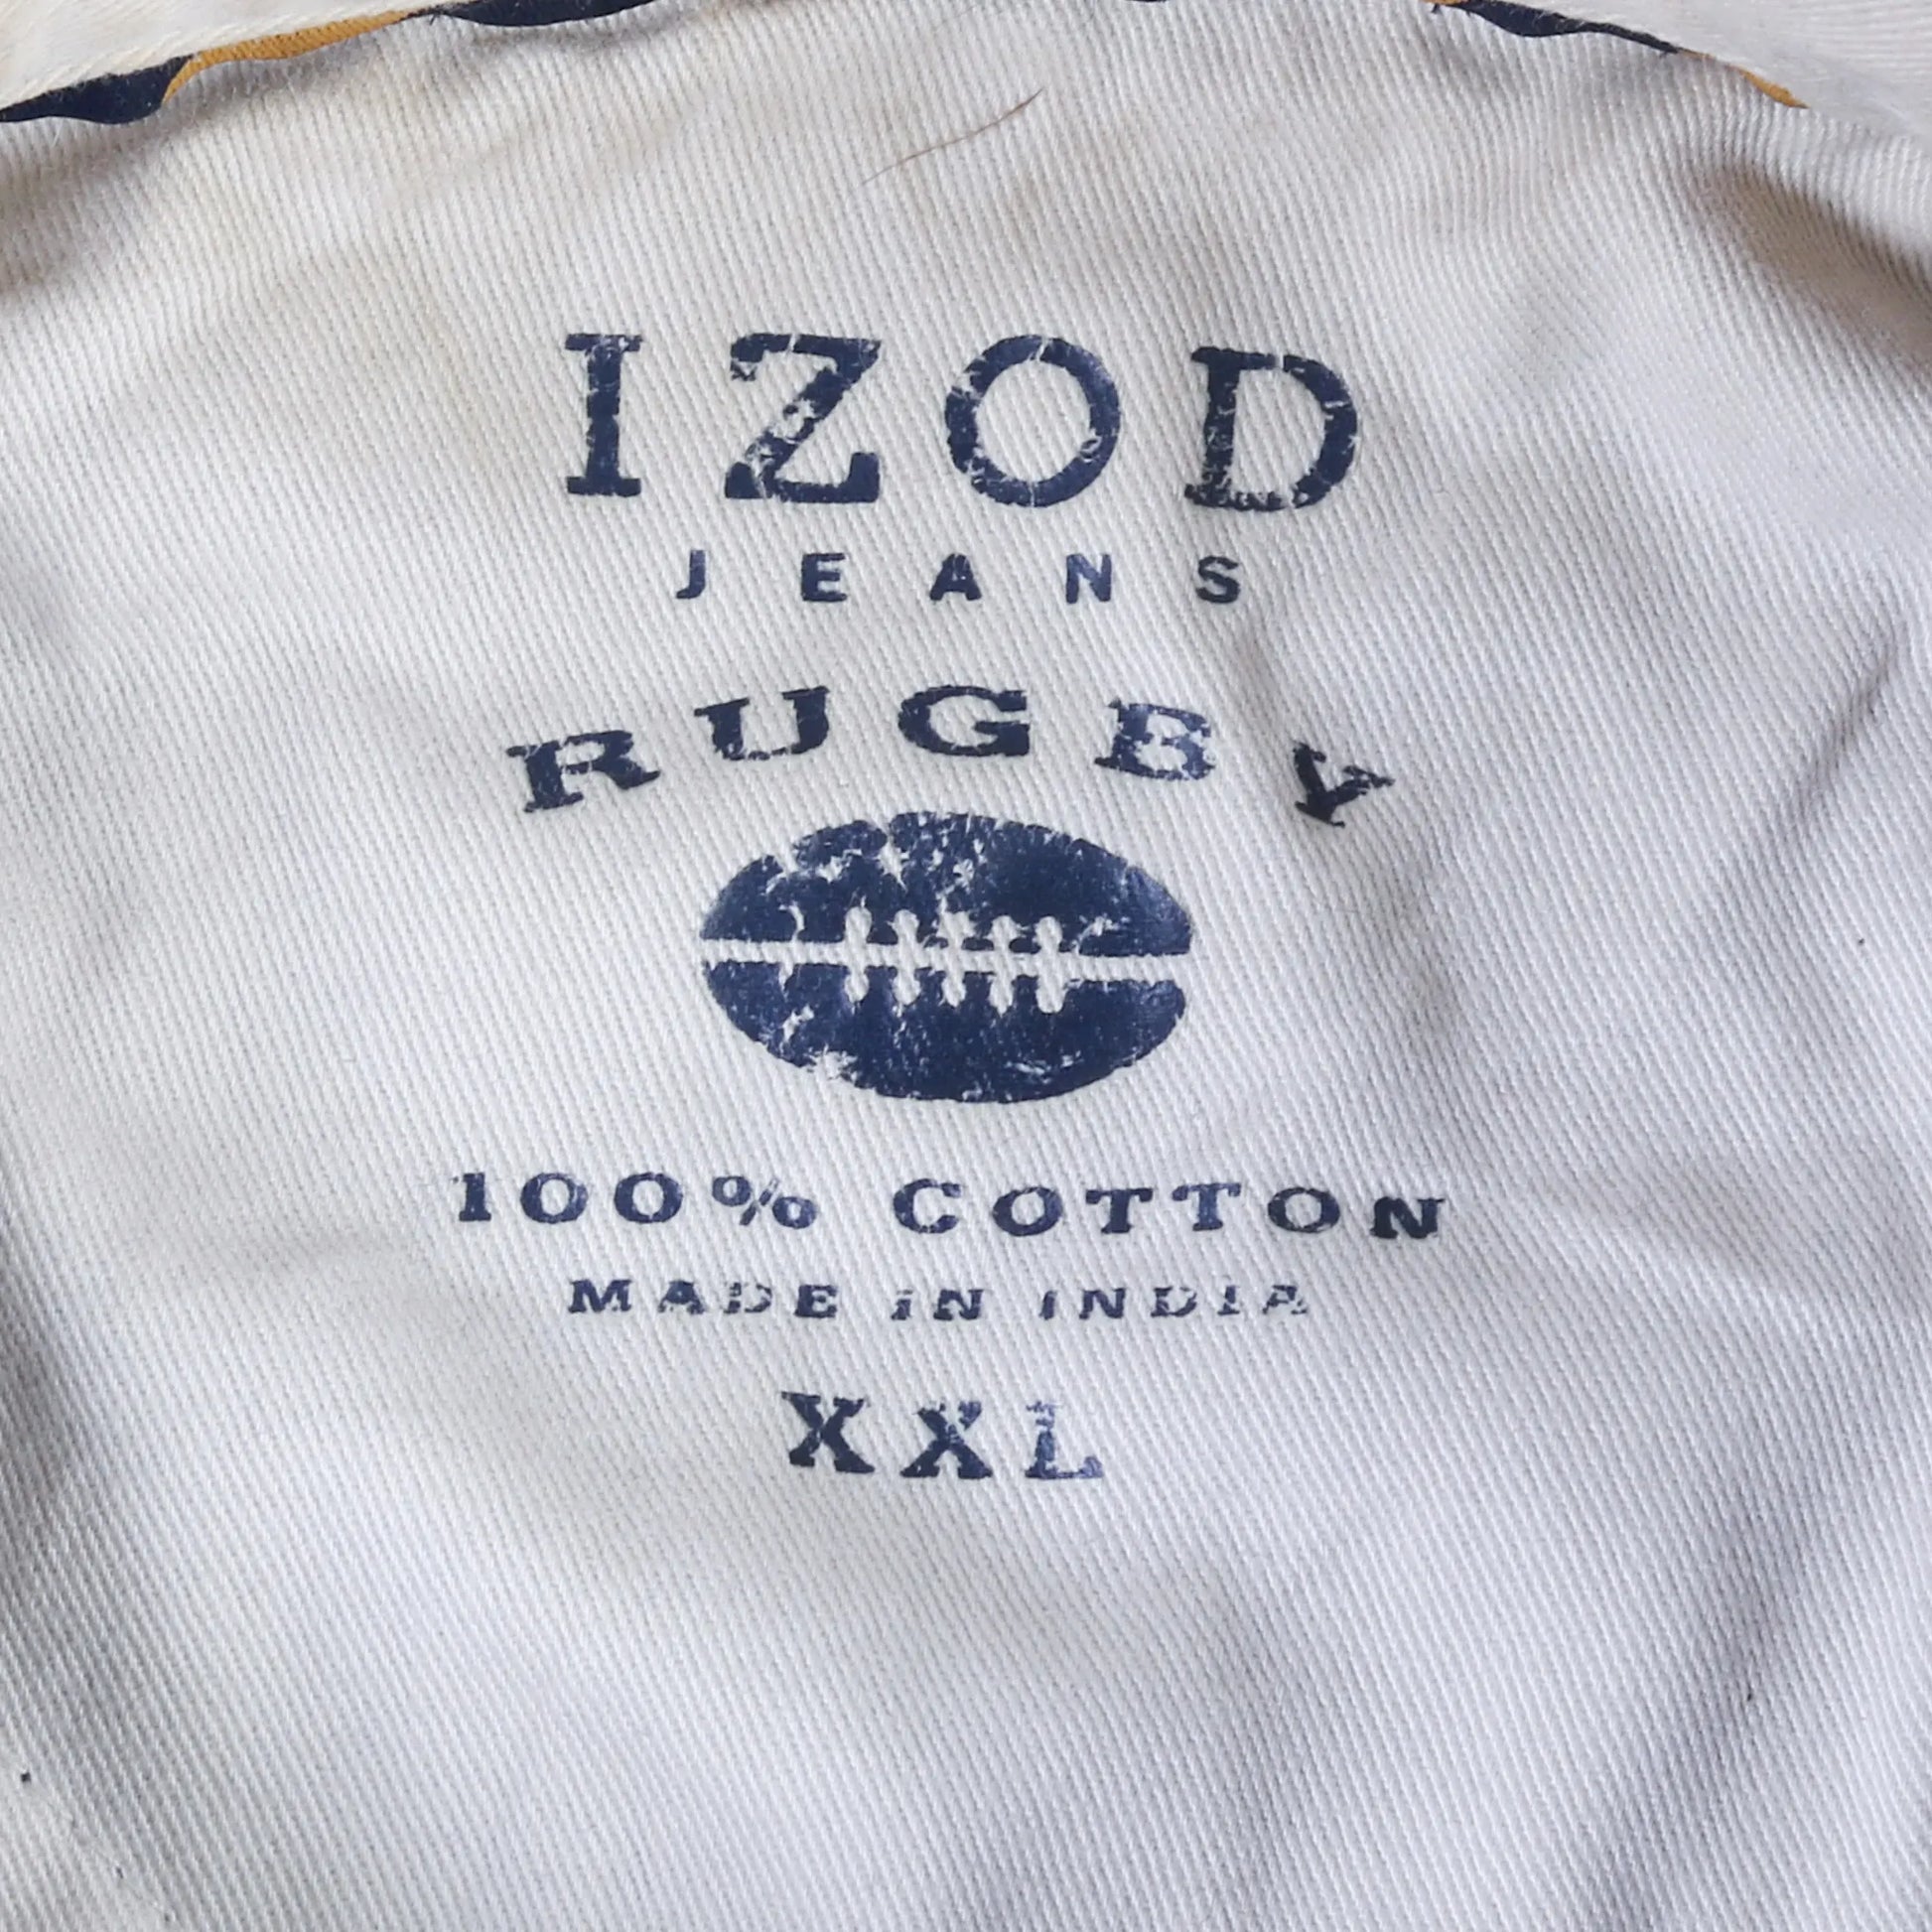 IZOD
JEANS
RUGBY
100% COTTON
MADE IN INDIA
XXL